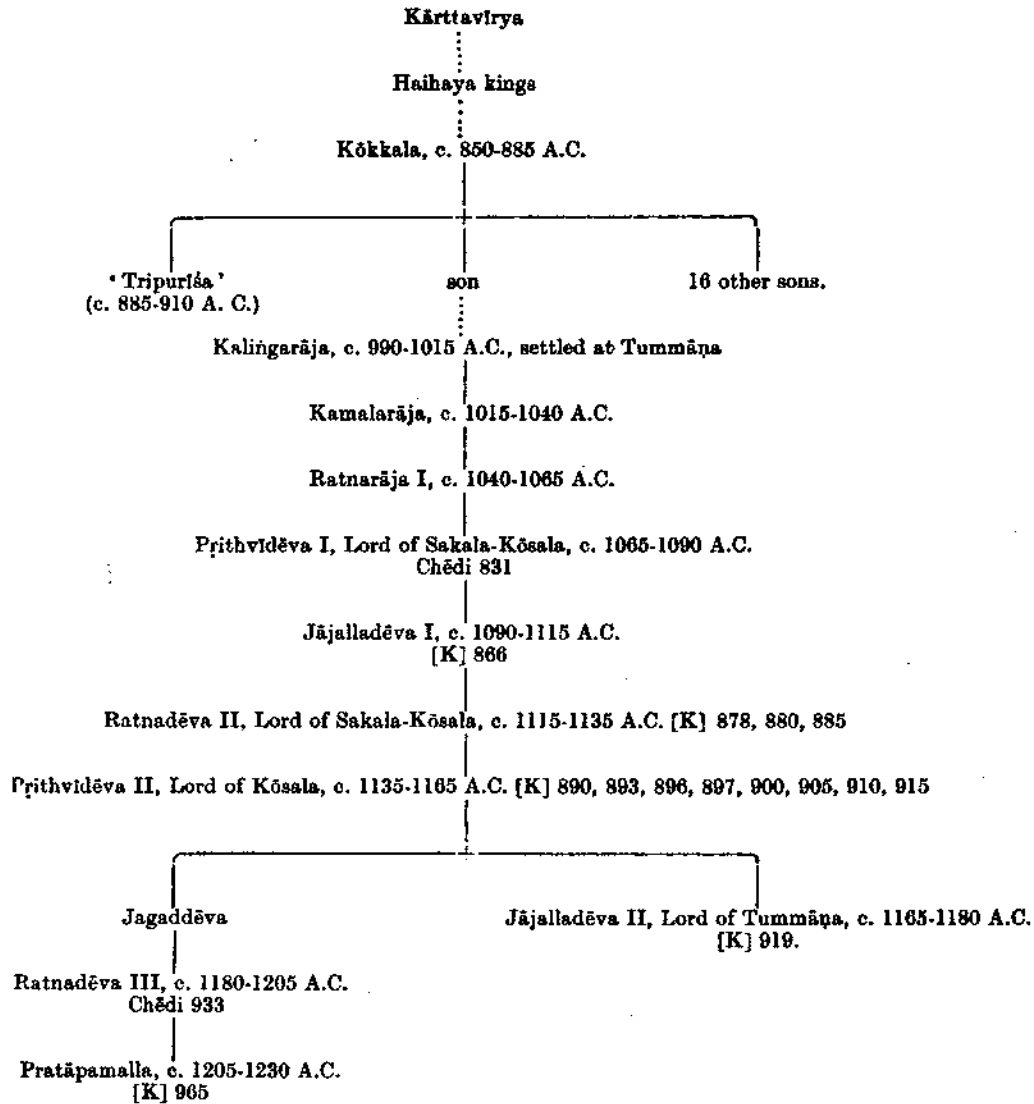 Kārttavīrya
Haihaya kings
Kōkkala, c. 850-885 A.C.
' Tripurīśa '
(c. 885-910 A. C.)
son
16 other sons.
Kaliṅgarāja, c. 990-1015 A.C., settled at Tummāṇa
Kamalarāja, c. 1015-1040 A.C.
Ratnarāja I, c. 1040-1065 A.C.
Pṛithvīdēva I, Lord of Sakala-Kōsala, c. 1065-1090 A.C.
Chēdi 831
Jājalladēva I, c. 1090-1115 A.C.
[K] 866
Ratnadēva II, Lord of Sakala-Kōsala, c. 1115-1135 A.C. [K] 878, 880, 885
Pṛithvīdēva II, Lord of Kōsala, c. 1135-1165 A.C. [K] 890, 893, 896, 897, 900, 905, 910, 915
Jagaddēva
Jājalladēva II, Lord of Tummāṇa, c. 1165-1180 A.C.
[K] 919.
Ratnadēva III, c. 1180-1205 A.C.
Chēdi 933
Pratāpamalla, c. 1205-1230 A.C.
[K] 965